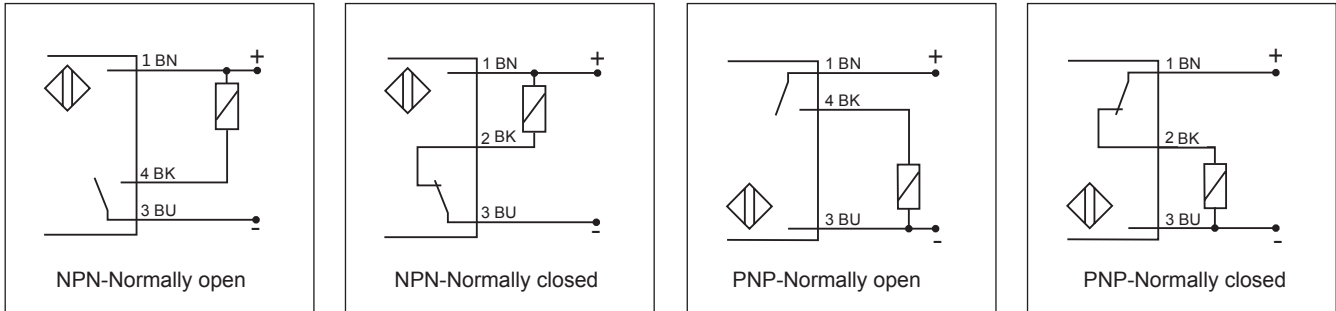 1 BN
+
4 BK
3 BU
-
NPN-Normally open
1 BN
+
2 BK
3 BU
-
NPN-Normally closed
1 BN
+
4 BK
3 BU
-
PNP-Normally open
1 BN
+
2 BK
3 BU
-
PNP-Normally closed